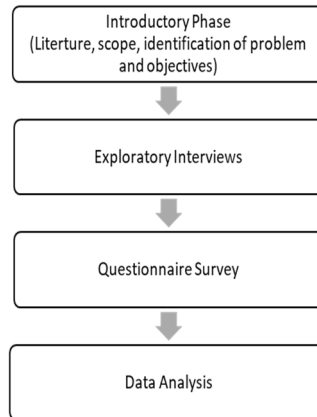 Introductory Phase
(Literture, scope, identification of problem
and objectives)
Exploratory Interviews
Questionnaire Survey
Data Analysis